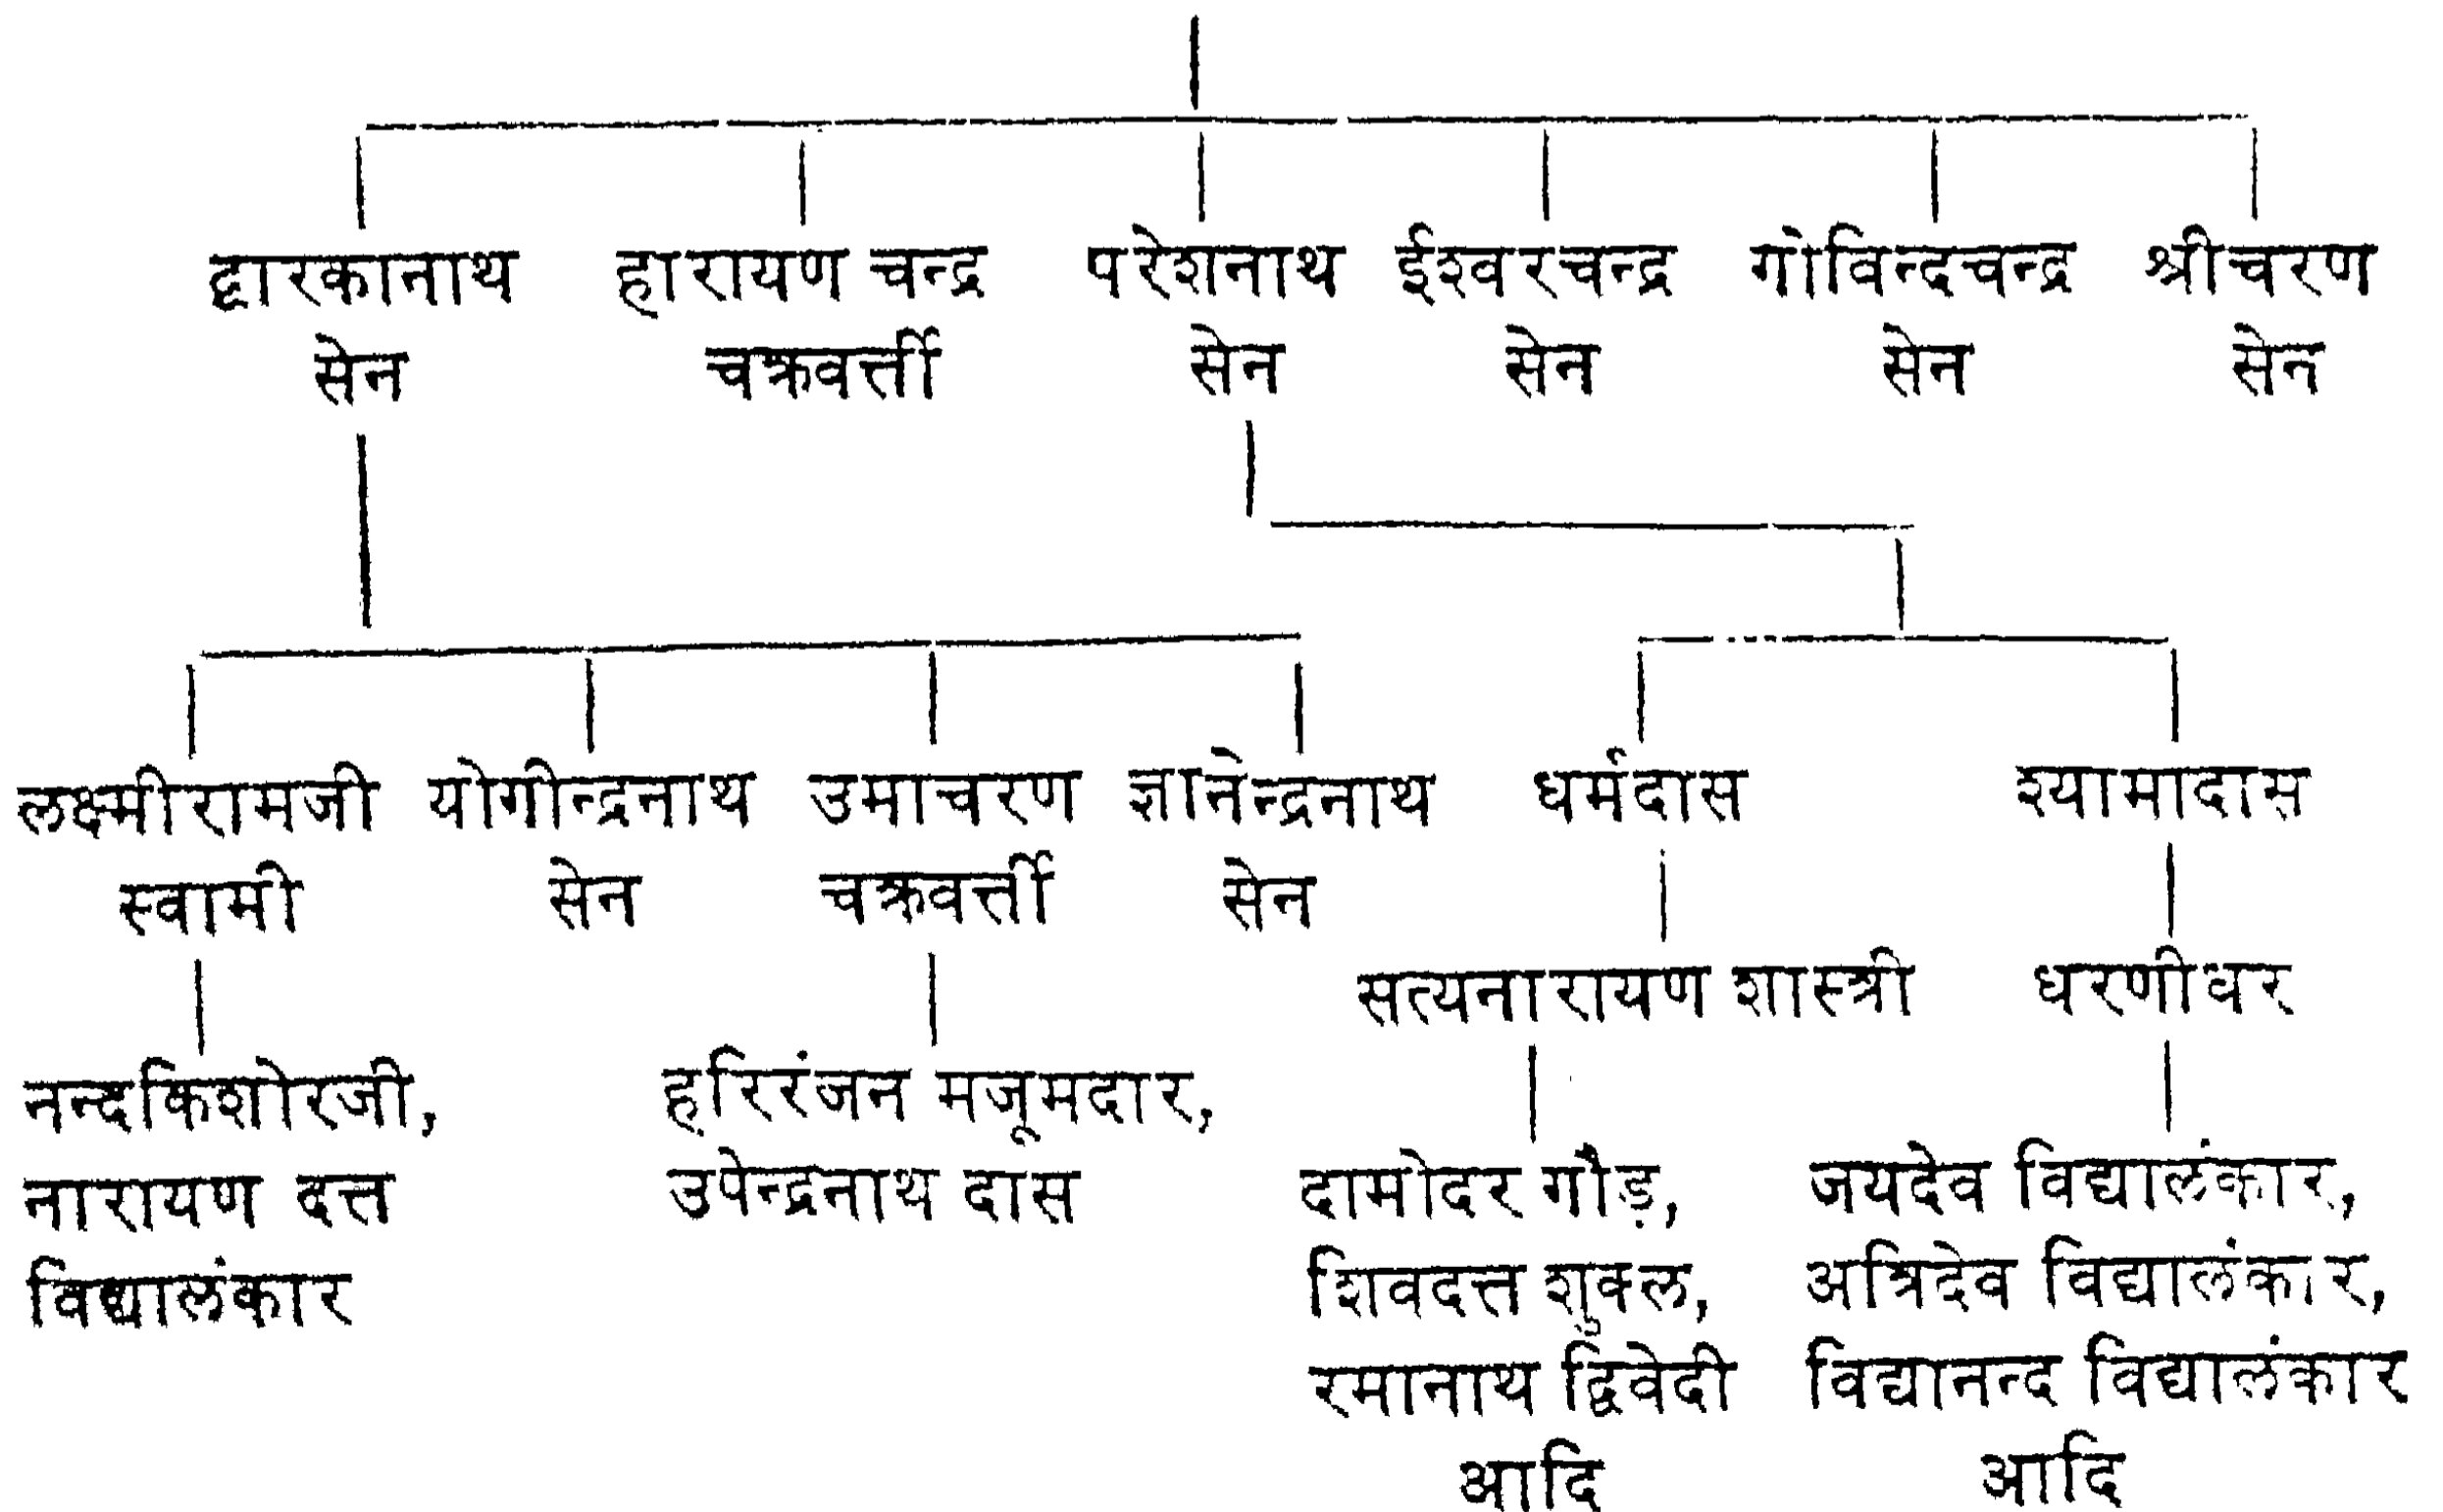 द्वारकानाथ हारायण चन्द्र परेशनाथ ईश्वरचन्द्र गोविन्दचन्द्र श्रीचरण
सेन चक्रवर्त्ती सेन सेन सेन सेन
लक्ष्मीरामजी योगीन्द्रनाथ उमाचरण ज्ञानेन्द्रनाथ धर्मदास श्यामादास
स्वामी सेन चक्रवर्त्ती सेन
सत्यनारायण शास्त्री धरणीधर
नन्दकिशोरजी, हरिरंजन मजूमदार,
नारायण दत्त उपेन्द्रनाथ दास दामोदर गौड़, जयदेव विद्यालंकार,
विद्यालंकार शिवदत्त शुक्ल, अत्रिदेव विद्यालंकार,
रमानाथ द्विवेदी विद्यानन्द विद्यालंकार
आदि आदि